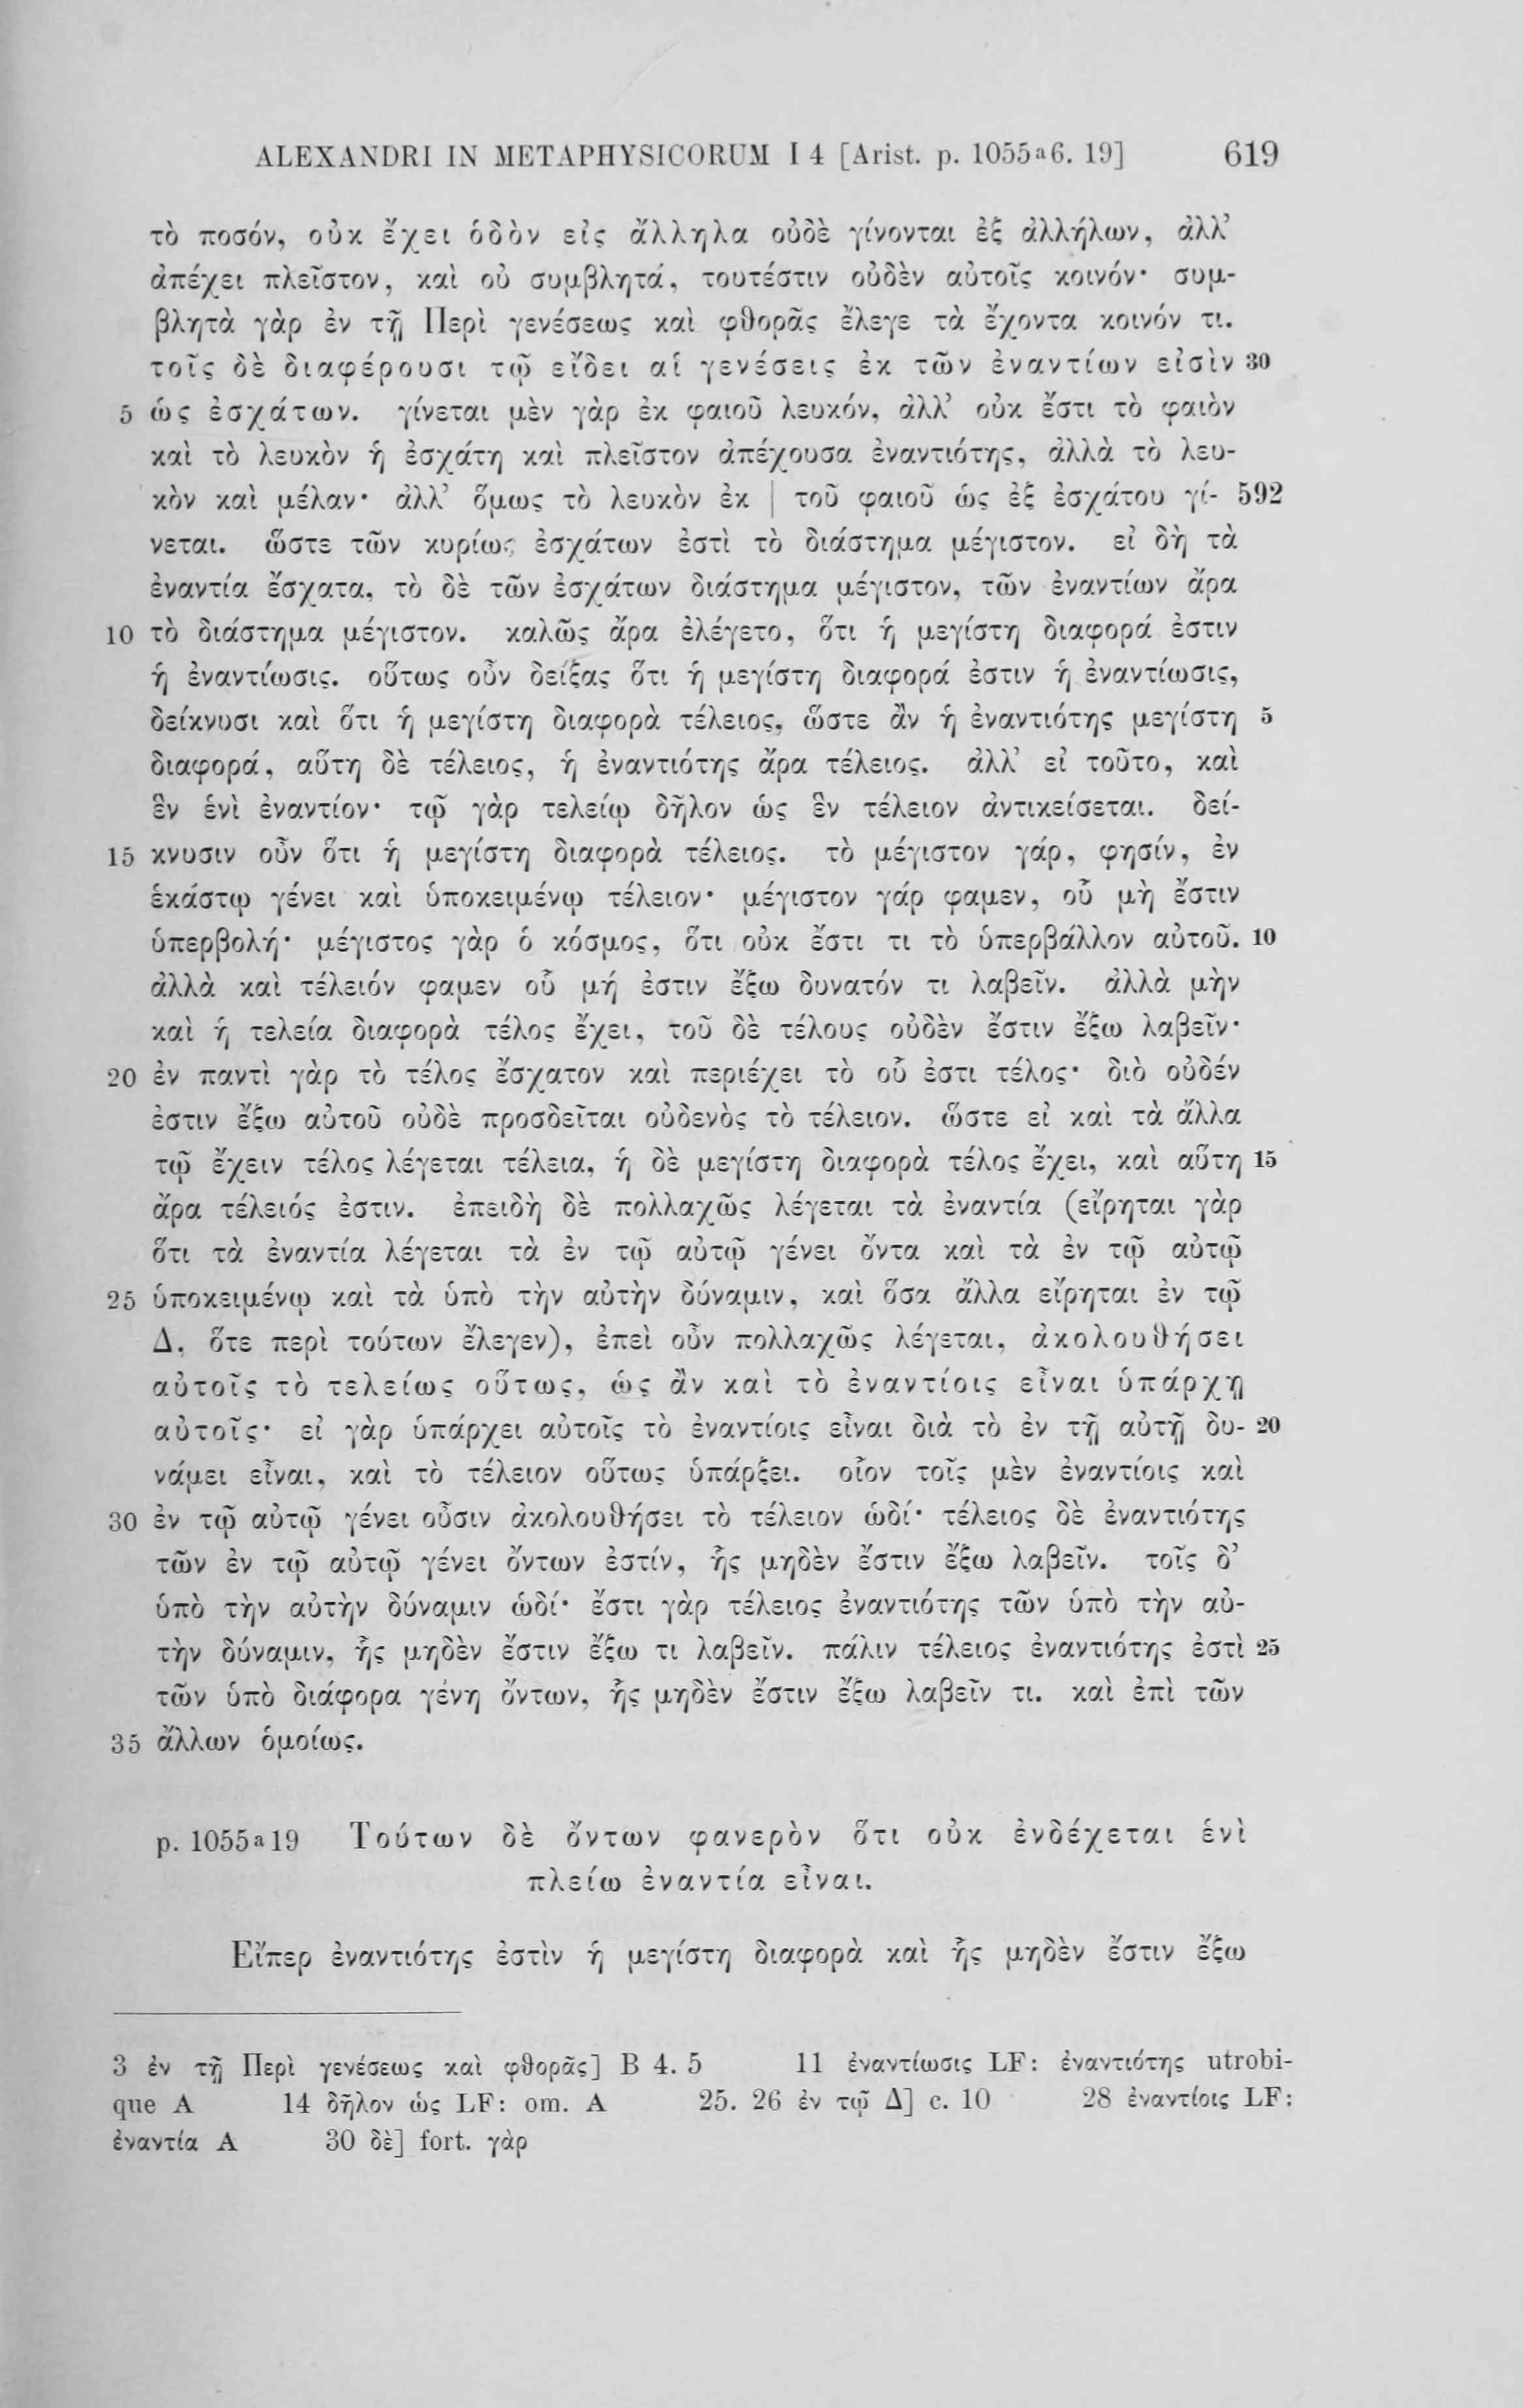 ALEXANDRI IN METAPHYSICORUM I 4 [Arist. p. 1055a6. 19] 619
τὸ ποσόν, οὐκ ἔχει ὁδὸν εἰς ἄλληλα οὐδὲ γίνονται ἐξ ἀλλήλων, ἀλλ’
ἀπέχει πλεῖστον, καὶ οὐ συμβλητά, τουτέστιν οὐδὲν αὐτοῖς κοινόν· συμ-
βλητὰ γὰρ ἐν τῇ Περὶ γενέσεως καὶ φθορᾶς ἔλεγε τὰ ἔχοντα κοινόν τι.
τοῖς δὲ διαφέρουσι τῷ εἴδει αἱ γενέσεις ἐκ τῶν ἐναντίων εἰσὶν 30
5 ὡς ἐσχάτων. γίνεται μὲν γὰρ ἐκ φαιοῦ λευκόν, ἀλλ’ οὐκ ἔστι τὸ φαιὸν
καὶ τὸ λευκὸν ἡ ἐσχάτη καὶ πλεῖστον ἀπέχουσα ἐναντιότης, ἀλλὰ τὸ λευ-
κὸν καὶ μέλαν· ἀλλ’ ὅμως τὸ λευκὸν ἐκ | τοῦ φαιοῦ ὡς ἐξ ἐσχάτου γί- 592
νεται. ὥστε τῶν κυρίως ἐσχάτων ἐστὶ τὸ διάστημα μέγιστον. εἰ δὴ τὰ
ἐναντία ἔσχατα, τὸ δὲ τῶν ἐσχάτων διάστημα μέγιστον, τῶν ἐναντίων ἄρα
10 τὸ διάστημα μέγιστον. καλῶς ἄρα ἐλέγετο, ὅτι ἡ μεγίστη διαφορά ἐστιν
ἡ ἐναντίωσις. οὕτως οὖν δείξας ὅτι ἡ μεγίστη διαφορά ἐστιν ἡ ἐναντίωσις,
δείκνυσι καὶ ὅτι ἡ μεγίστη διαφορὰ τέλειος, ὥστε ἂν ἡ ἐναντιότης μεγίστη 5
διαφορά, αὕτη δὲ τέλειος, ἡ ἐναντιότης ἄρα τέλειος. ἀλλ’ εἰ τοῦτο, καὶ
ἓν ἑνὶ ἐναντίον· τῷ γὰρ τελείῳ δῆλον ὡς ἓν τέλειον ἀντικείσεται. δεί-
15 κνυσιν οὖν ὅτι ἡ μεγίστη διαφορὰ τέλειος. τὸ μέγιστον γάρ, φησίν, ἐν
ἑκάστῳ γένει καὶ ὑποκειμένῳ τέλειον· μέγιστον γάρ φαμεν, οὗ μὴ ἔστιν
ὑπερβολή· μέγιστος γὰρ ὁ κόσμος, ὅτι οὐκ ἔστι τι τὸ ὑπερβάλλον αὐτοῦ. 10
ἀλλὰ καὶ τέλειόν φαμεν οὗ μή ἐστιν ἔξω δυνατόν τι λαβεῖν. ἀλλὰ μὴν
καὶ ἡ τελεία διαφορὰ τέλος ἔχει, τοῦ δὲ τέλους οὐδὲν ἔστιν ἔξω λαβεῖν·
20 ἐν παντὶ γὰρ τὸ τέλος ἔσχατον καὶ περιέχει τὸ οὗ ἐστι τέλος· διὸ οὐδέν
ἐστιν ἔξω αὐτοῦ οὐδὲ προσδεῖται οὐδενὸς τὸ τέλειον. ὥστε εἰ καὶ τὰ ἄλλα
τῷ ἔχειν τέλος λέγεται τέλεια, ἡ δὲ μεγίστη διαφορὰ τέλος ἔχει, καὶ αὕτη 15
ἄρα τέλειός ἐστιν. ἐπειδὴ δὲ πολλαχῶς λέγεται τὰ ἐναντία (εἴρηται γὰρ
ὅτι τὰ ἐναντία λέγεται τὰ ἐν τῷ αὐτῷ γένει ὄντα καὶ τὰ ἐν τῷ αὐτῷ
25 ὑποκειμένῳ καὶ τὰ ὑπὸ τὴν αὐτὴν δύναμιν, καὶ ὅσα ἄλλα εἴρηται ἐν τῷ
Δ, ὅτε περὶ τούτων ἔλεγεν), ἐπεὶ οὖν πολλαχῶς λέγεται, ἀκολουθήσει
αὐτοῖς τὸ τελείως οὕτως, ὡς ἂν καὶ τὸ ἐναντίοις εἶναι ὑπάρχῃ
αὐτοῖς· εἰ γὰρ ὑπάρχει αὐτοῖς τὸ ἐναντίοις εἶναι διὰ τὸ ἐν τῇ αὐτῇ δυ- 20
νάμει εἶναι, καὶ τὸ τέλειον οὕτως ὑπάρξει. οἷον τοῖς μὲν ἐναντίοις καὶ
30 ἐν τῷ αὐτῷ γένει οὖσιν ἀκολουθήσει τὸ τέλειον ὡδί· τέλειος δὲ ἐναντιότης
τῶν ἐν τῷ αὐτῷ γένει ὄντων ἐστίν, ἧς μηδὲν ἔστιν ἔξω λαβεῖν. τοῖς δ’
ὑπὸ τὴν αὐτὴν δύναμιν ὡδί· ἔστι γὰρ τέλειος ἐναντιότης τῶν ὑπὸ τὴν αὐ-
τὴν δύναμιν, ἧς μηδὲν ἔστιν ἔξω τι λαβεῖν. πάλιν τέλειος ἐναντιότης ἐστὶ 25
τῶν ὑπὸ διάφορα γένη ὄντων, ἧς μηδὲν ἔστιν ἔξω λαβεῖν τι. καὶ ἐπὶ τῶν
35 ἄλλων ὁμοίως.
p. 1055a19 Τούτων δὲ ὄντων φανερὸν ὅτι οὐκ ἐνδέχεται ἑνὶ
πλείω ἐναντία εἶναι.
Εἴπερ ἐναντιότης ἐστὶν ἡ μεγίστη διαφορὰ καὶ ἧς μηδὲν ἔστιν ἔξω
3 ἐν τῇ Περὶ γενέσεως καὶ φθορᾶς] B 4. 5 11 ἐναντίωσις LF: ἐναντιότης utrobi-
que A 14 δῆλον ὡς LF: om. A 25. 26 ἐν τῷ Δ] c. 10 28 ἐναντίοις LF:
ἐναντία A 30 δὲ] fort. γὰρ